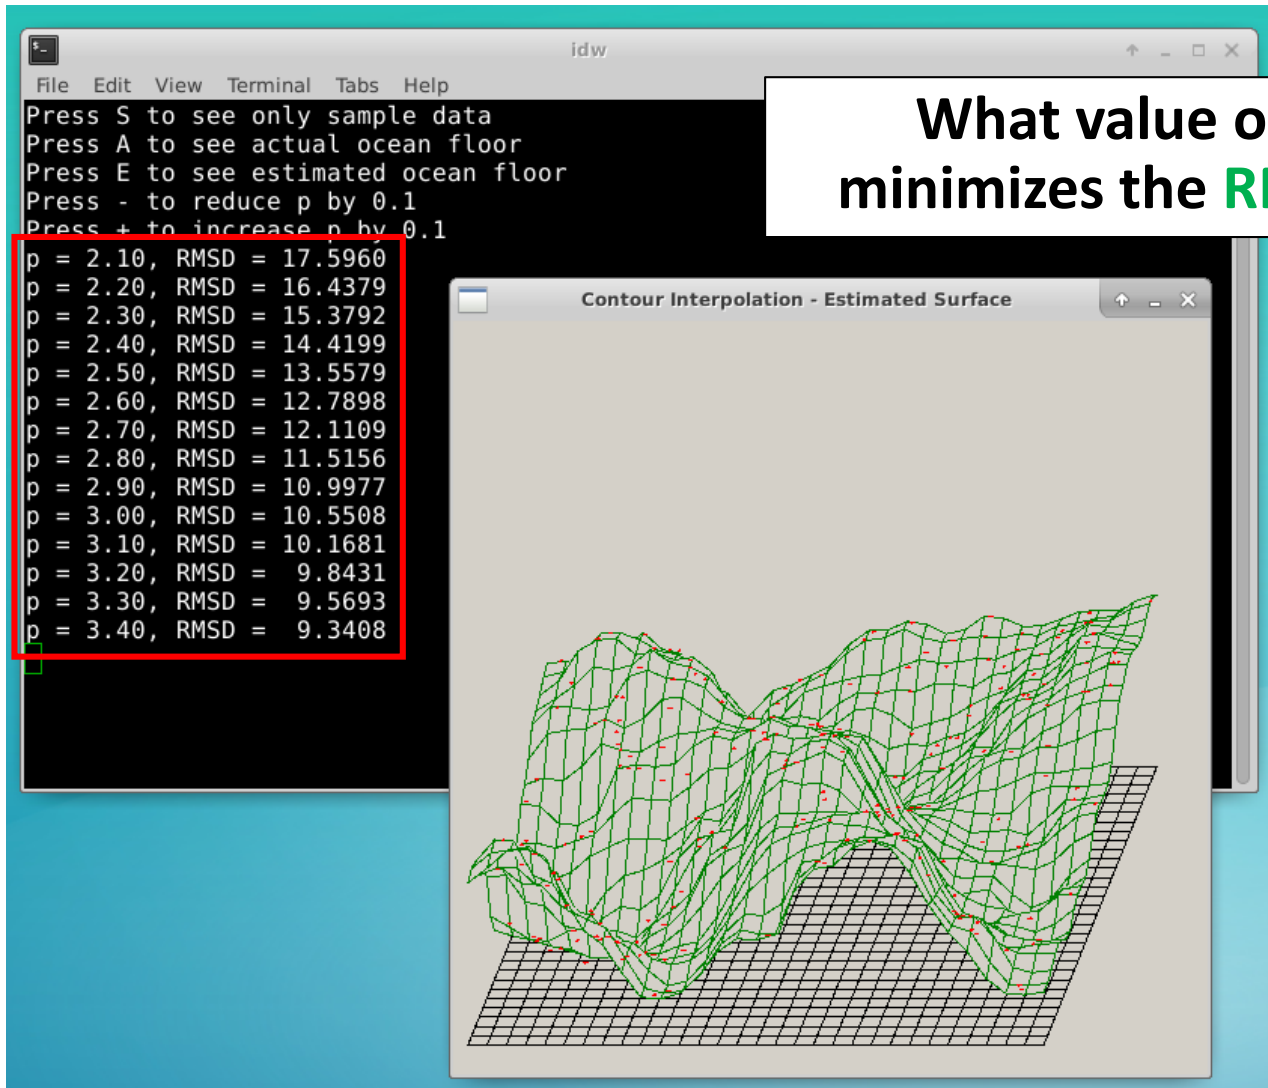 idw
File Edit View Terminal Tabs Help
Press S to see only sample data
Press A to see actual ocean floor
Press E to see estimated ocean floor
Press - to reduce p by 0.1
Press + to increase p by 0.1
p = 2.10, RMSD = 17.5960
p = 2.20, RMSD = 16.4379
p = 2.30, RMSD = 15.3792
p = 2.40, RMSD = 14.4199
p = 2.50, RMSD = 13.5579
p = 2.60, RMSD = 12.7898
p = 2.70, RMSD = 12.1109
p = 2.80, RMSD = 11.5156
p = 2.90, RMSD = 10.9977
p = 3.00, RMSD = 10.5508
p = 3.10, RMSD = 10.1681
p = 3.20, RMSD = 9.8431
p = 3.30, RMSD = 9.5693
p = 3.40, RMSD = 9.3408
What value o
minimizes the R
Contour Interpolation - Estimated Surface